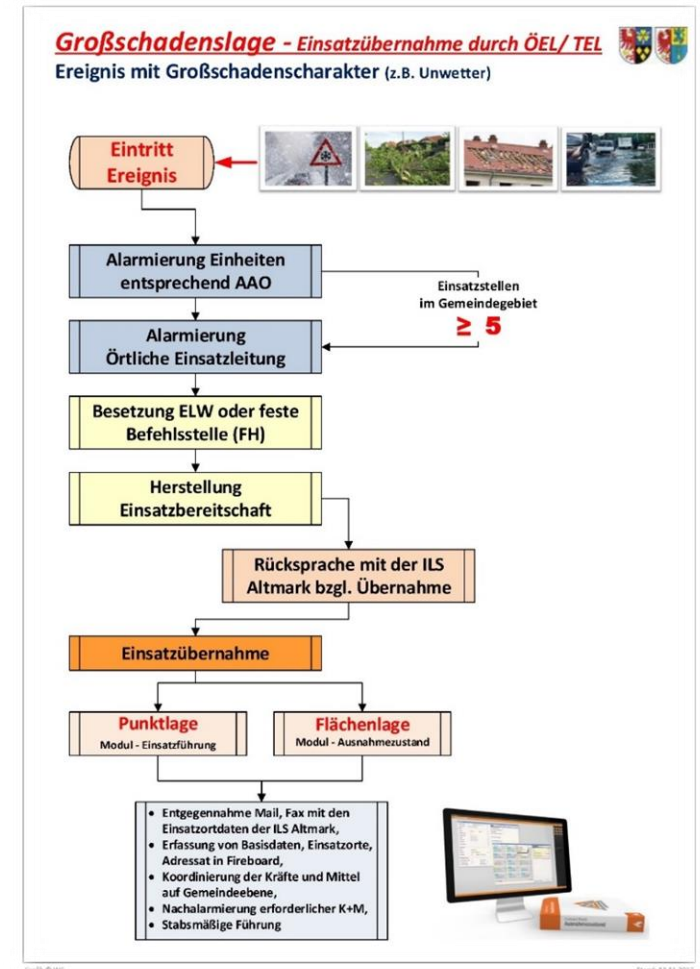 Großschadenslage - Einsatzübernahme durch ÖEL/ TEL
Ereignis mit Großschadenscharakter (z.B. Unwetter)
Eintritt
Ereignis
Alarmierung Einheiten
entsprechend AAO
Einsatzstellen
im Gemeindegebiet
≥ 5
Alarmierung
Örtliche Einsatzleitung
Besetzung ELW oder feste
Befehlsstelle (FH)
Herstellung
Einsatzbereitschaft
Rücksprache mit der ILS
Altmark bzgl. Übernahme
Einsatzübernahme
Punktlage
Modul - Einsatzführung
Flächenlage
Modul - Ausnahmezustand
• Entgegennahme Mail, Fax mit den
Einsatzortdaten der ILS Altmark,
• Erfassung von Basisdaten, Einsatzorte,
Adressat in Fireboard,
• Koordinierung der Kräfte und Mittel
auf Gemeindeebene,
• Nachalarmierung erforderlicher K+M,
• Stabsmäßige Führung